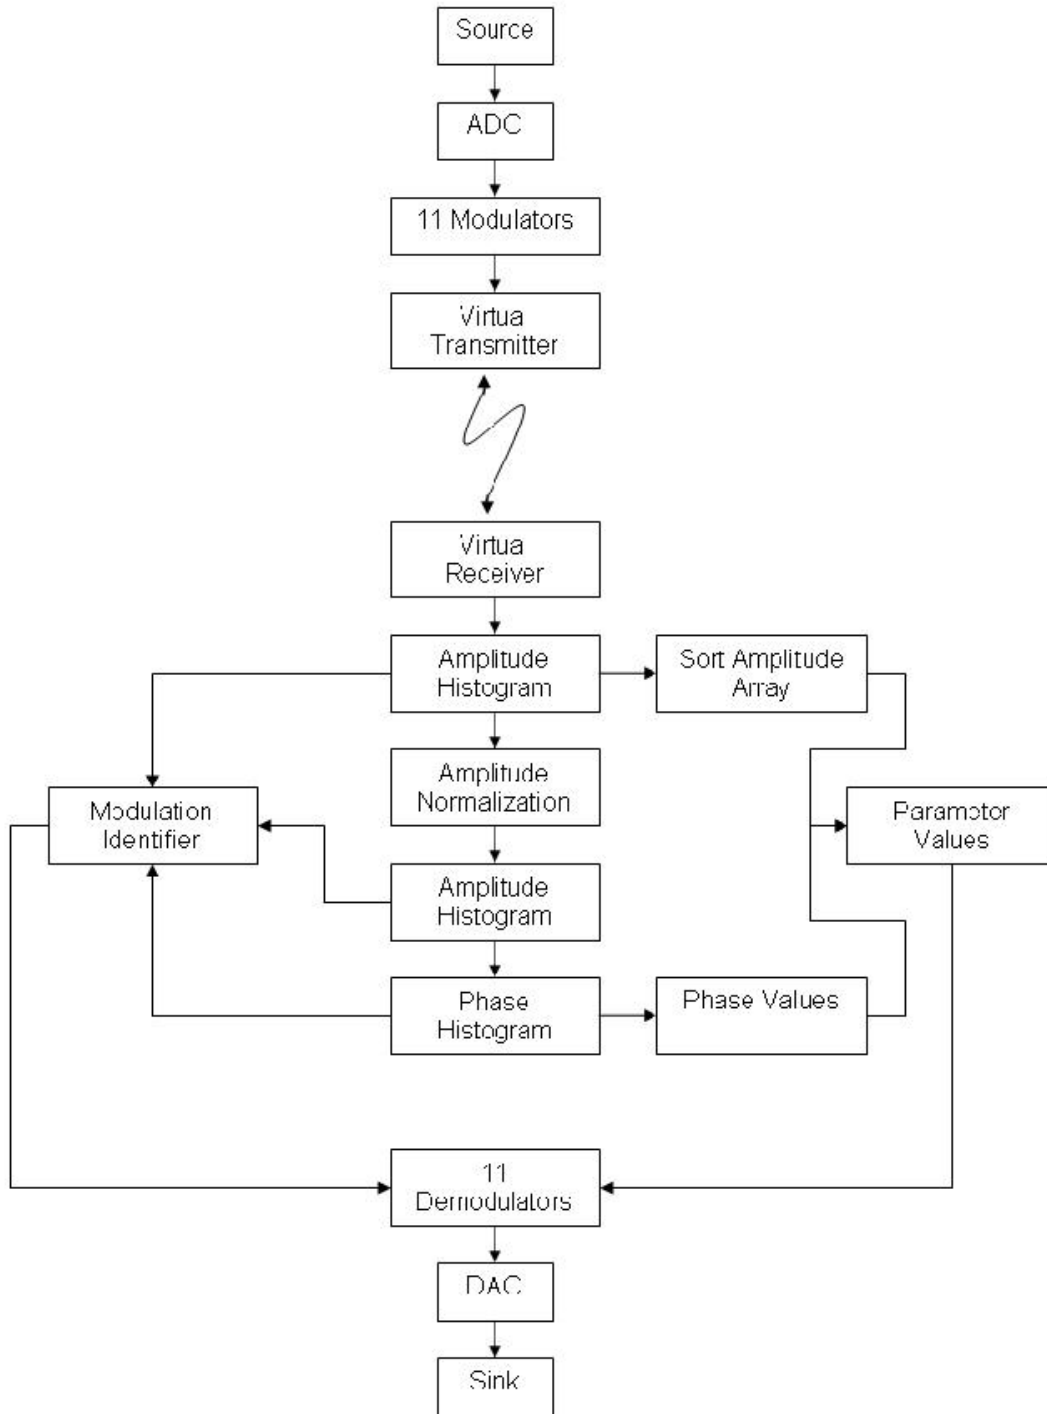 Source
ADC
11 Modulators
Virtua
Transmitter
Virtua
Receiver
Amplitude
Histogram
Sort Amplitude
Array
Amplitude
Normalization
Modulation
Identifier
Paramotor
Values
Amplitude
Histogram
Phase
Histogram
Phase Values
11
Demodulators
DAC
Sink